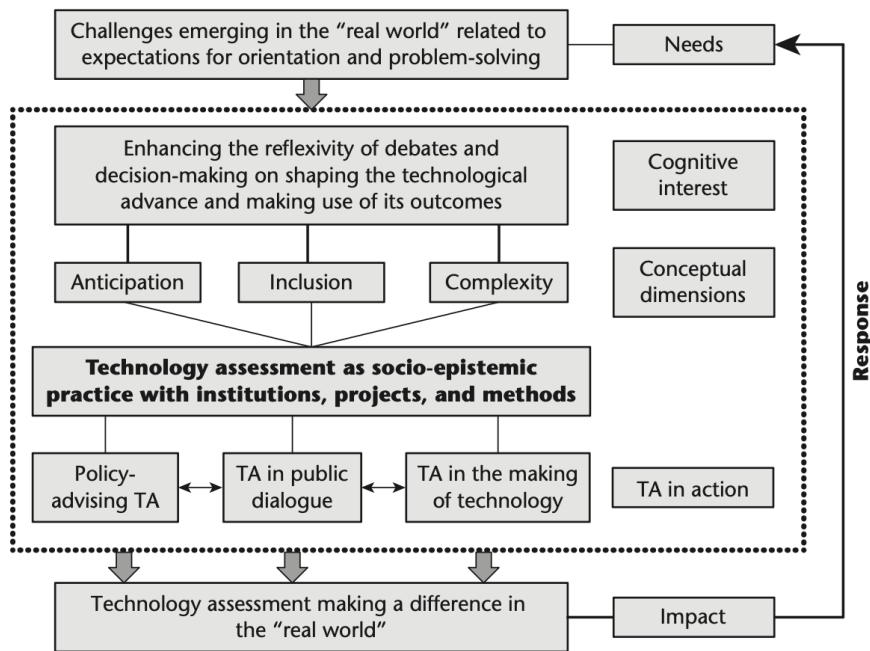 Challenges emerging in the “real world” related to
expectations for orientation and problem-solving
Needs
Enhancing the reflexivity of debates and
decision-making on shaping the technological
advance and making use of its outcomes
Cognitive
interest
Anticipation
Inclusion
Complexity
Conceptual
dimensions
Technology assessment as socio-epistemic
practice with institutions, projects, and methods
Policy-
advising TA
TA in public
dialogue
TA in the making
of technology
TA in action
Technology assessment making a difference in
the “real world”
Impact
Response